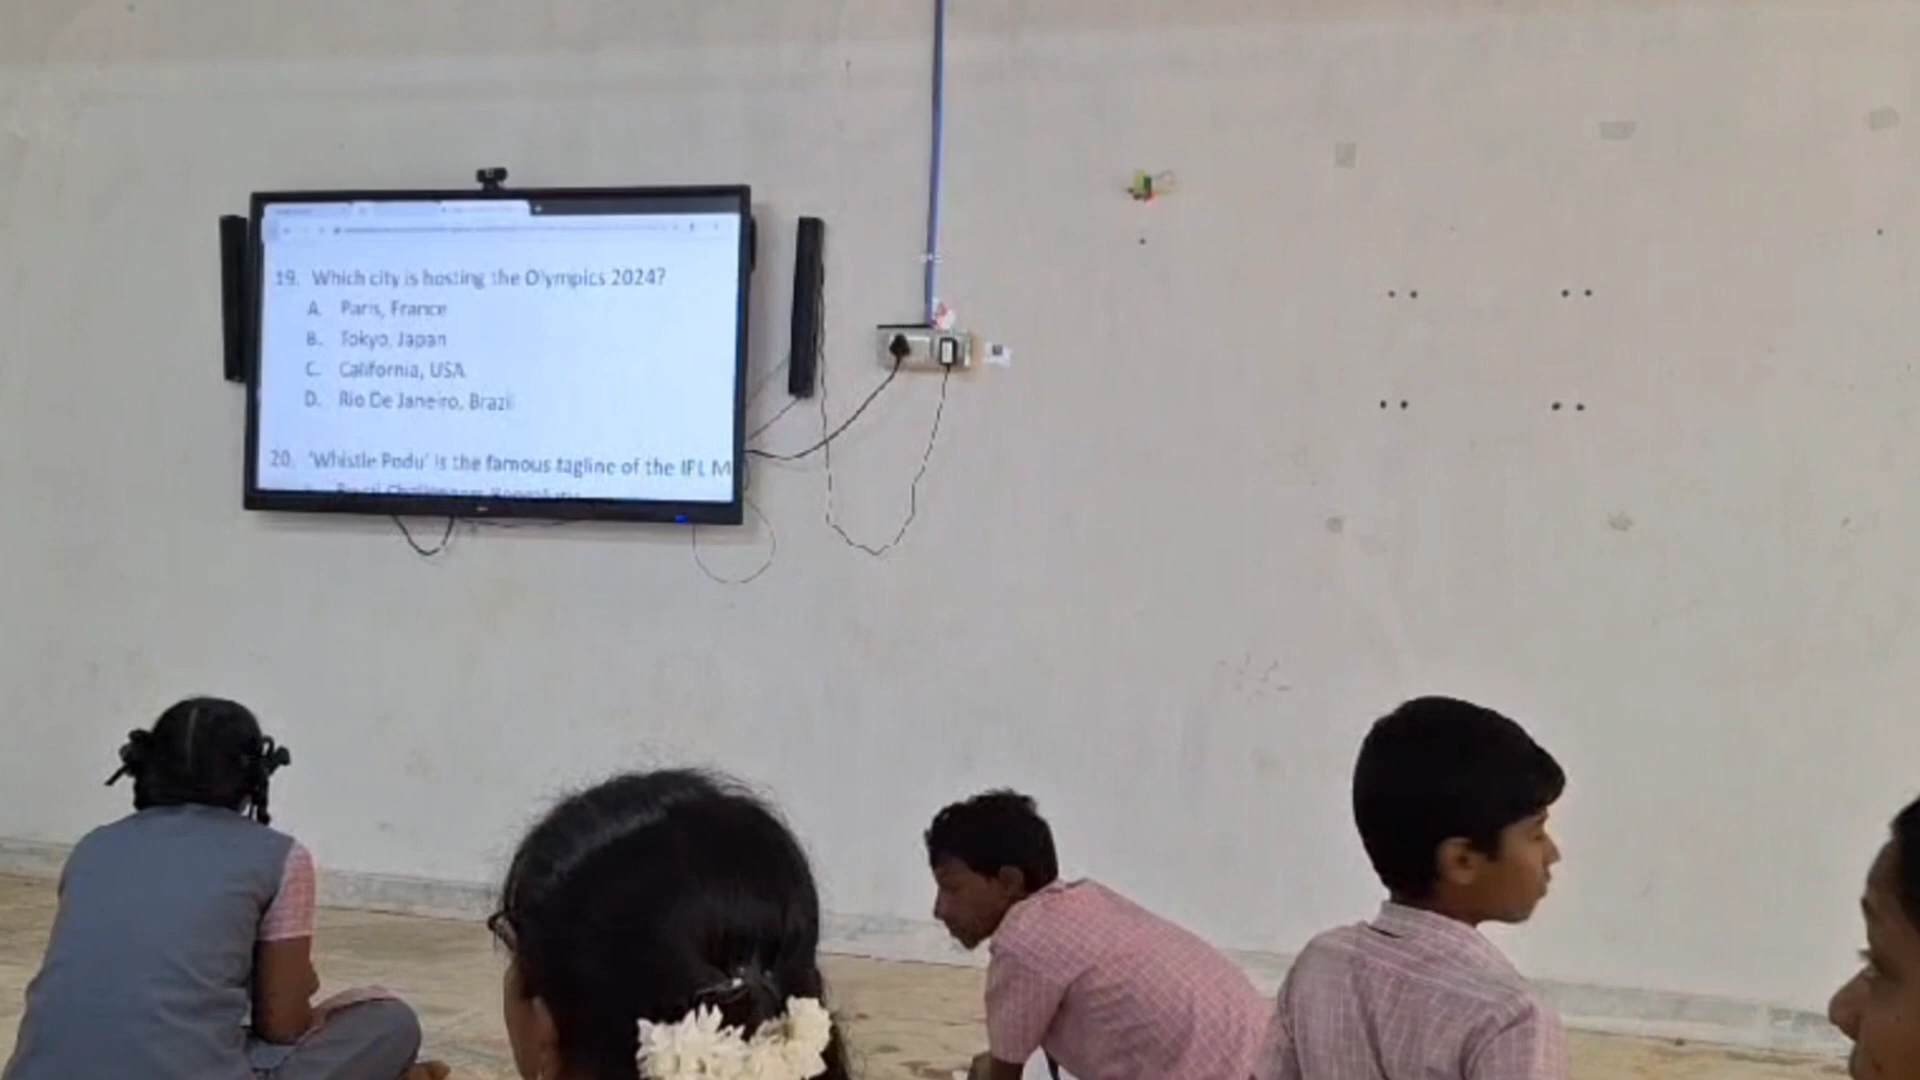 19. Which city is hosting the Olympics 2024?
A. Paris, France
B. Tokyo, Japan
C. California, USA
D. Rio De Janeiro, Brazil
20. 'Whistle Podu' is the famous tagline of the IPL M